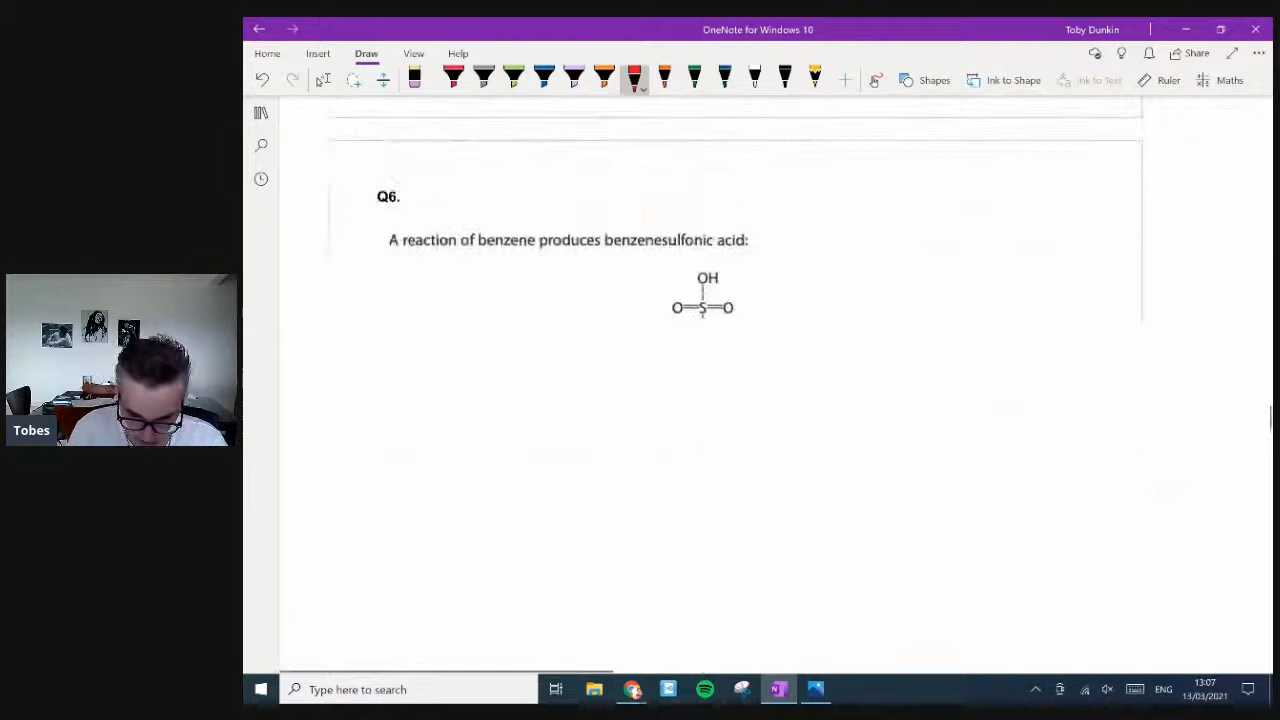 OneNote for Windows 10
Toby Dunkin
Home Insert Draw View Help
Share
Shapes Ink to Shape Ink to Text Ruler Maths
Q6.
A reaction of benzene produces benzenesulfonic acid:
OH
O=S=O
Tobes
Type here to search
ENG
13:07
13/03/2021